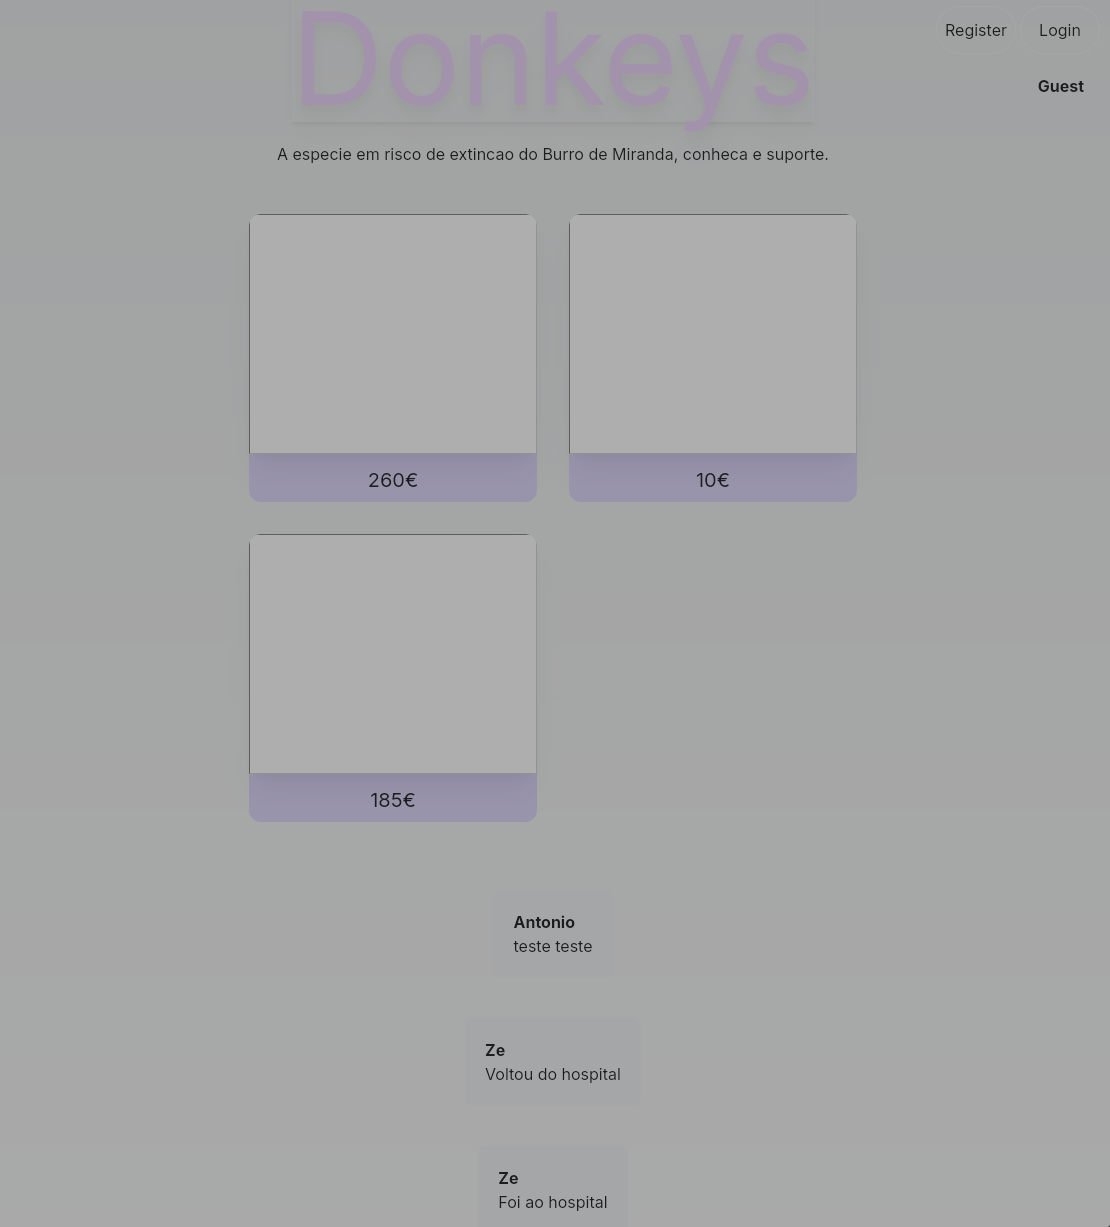 Donkeys
Register
Login
Guest
A especie em risco de extincao do Burro de Miranda, conheca e suporte.
260€
10€
185€
Antonio
teste teste
Ze
Voltou do hospital
Ze
Foi ao hospital